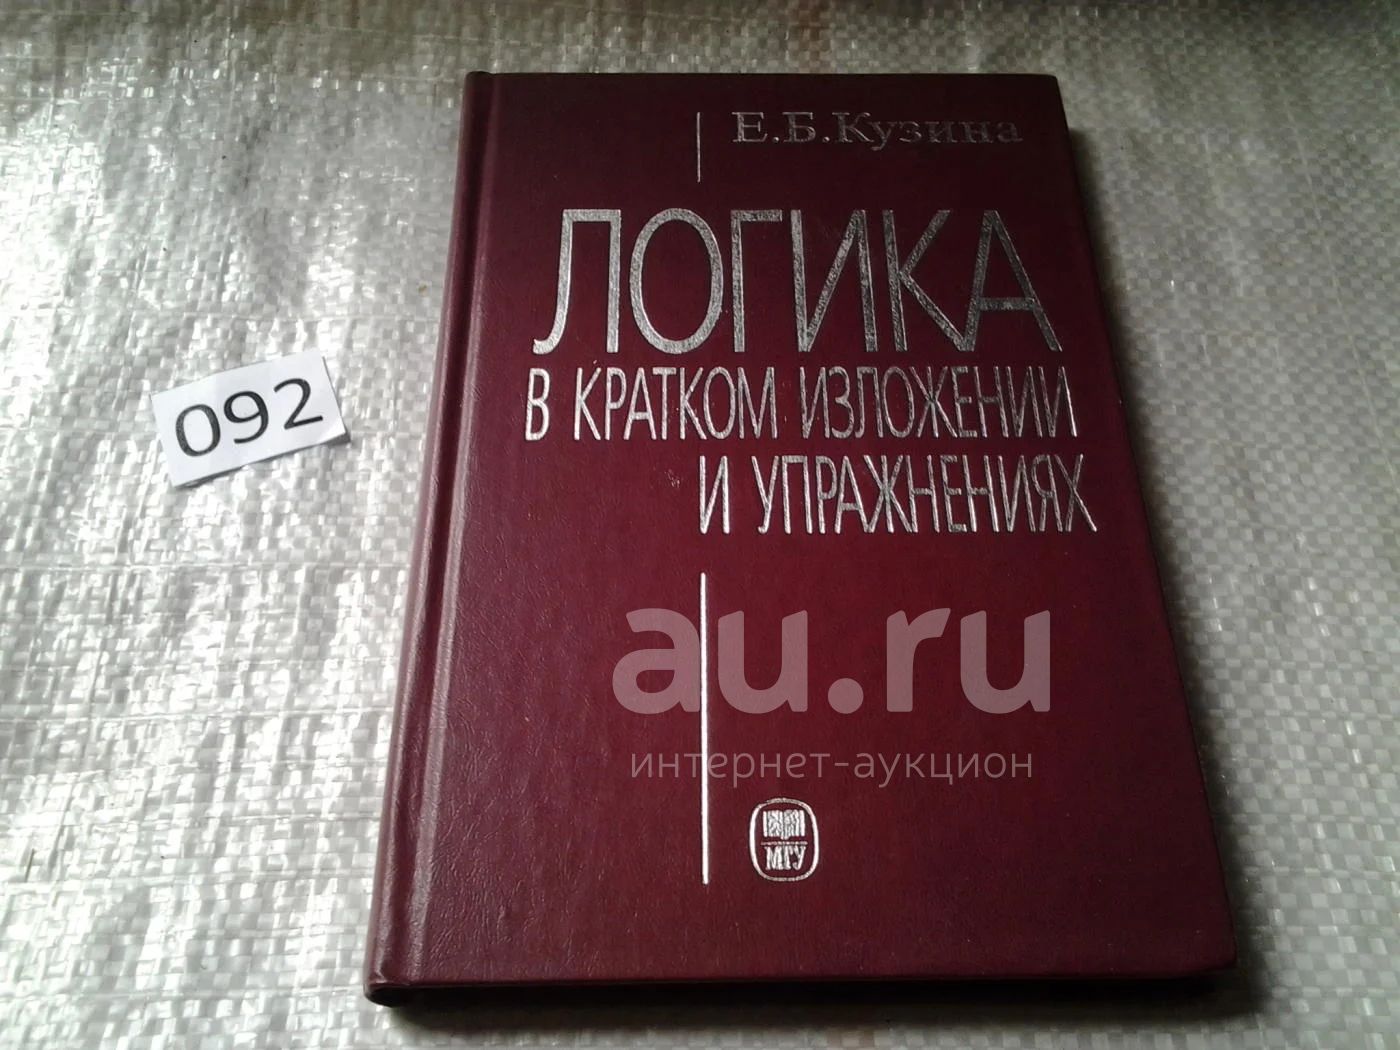 Е.Б.Кузина
ЛОГИКА
В КРАТКОМ ИЗЛОЖЕНИИ
И УПРАЖНЕНИЯХ
092
au.ru
интернет-аукцион
МГУ